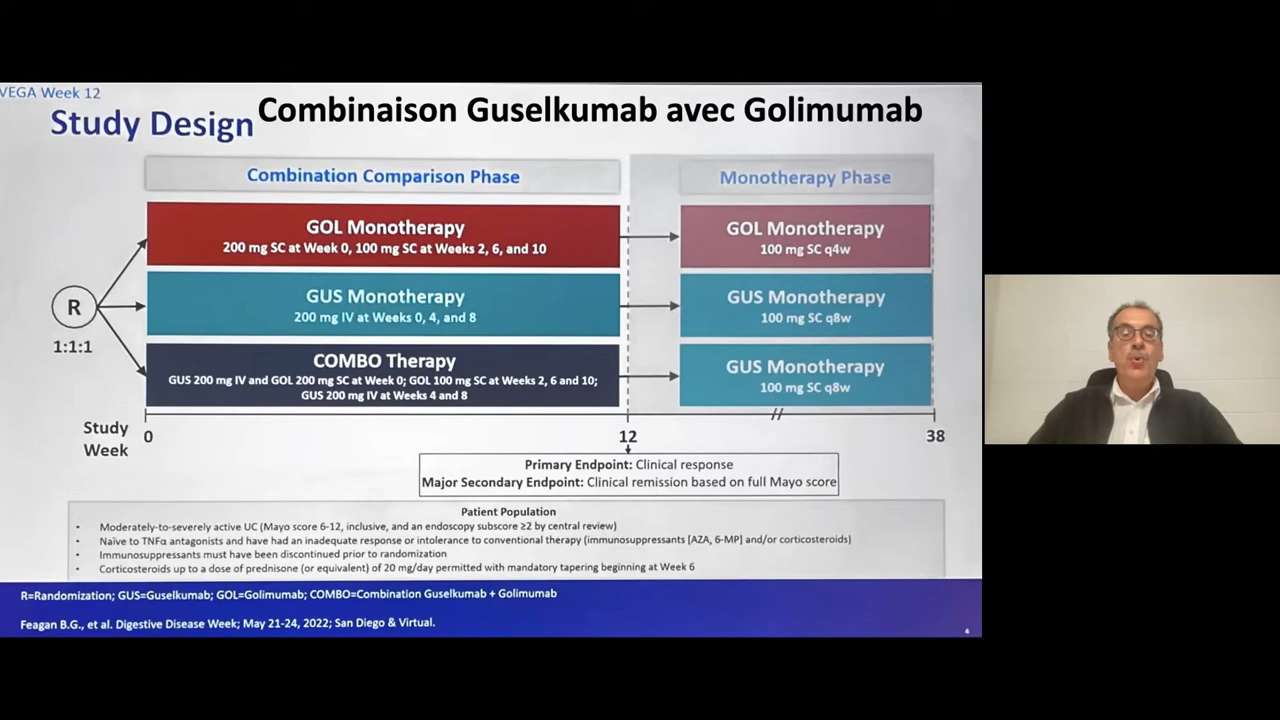 VEGA Week 12
Study Design
Combinaison Guselkumab avec Golimumab
Combination Comparison Phase
Monotherapy Phase
GOL Monotherapy
200 mg SC at Week 0, 100 mg SC at Weeks 2, 6, and 10
GOL Monotherapy
100 mg SC q4w
R
1:1:1
GUS Monotherapy
200 mg IV at Weeks 0, 4, and 8
GUS Monotherapy
100 mg SC q8w
COMBO Therapy
GUS 200 mg IV and GOL 200 mg SC at Week 0; GOL 100 mg SC at Weeks 2, 6 and 10;
GUS 200 mg IV at Weeks 4 and 8
GUS Monotherapy
100 mg SC q8w
Study
Week
0
12
38
Primary Endpoint: Clinical response
Major Secondary Endpoint: Clinical remission based on full Mayo score
Patient Population
• Moderately-to-severely active UC (Mayo score 6-12, inclusive, and an endoscopy subscore ≥2 by central review)
• Naïve to TNFα antagonists and have had an inadequate response or intolerance to conventional therapy (immunosuppressants [AZA, 6-MP] and/or corticosteroids)
• Immunosuppressants must have been discontinued prior to randomization
• Corticosteroids up to a dose of prednisone (or equivalent) of 20 mg/day permitted with mandatory tapering beginning at Week 6
R=Randomization; GUS=Guselkumab; GOL=Golimumab; COMBO=Combination Guselkumab + Golimumab
Feagan B.G., et al. Digestive Disease Week; May 21-24, 2022; San Diego & Virtual.
4